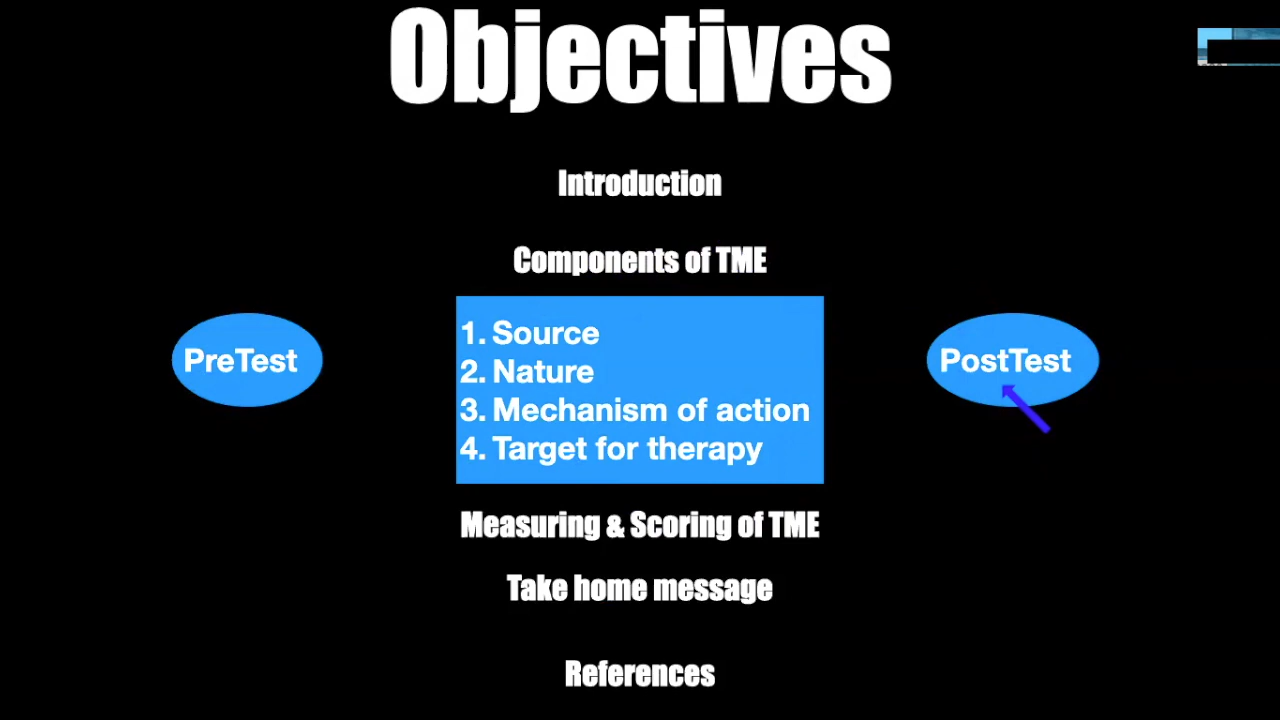 Objectives
Introduction
Components of TME
PreTest
1. Source
2. Nature
3. Mechanism of action
4. Target for therapy
PostTest
Measuring & Scoring of TME
Take home message
References